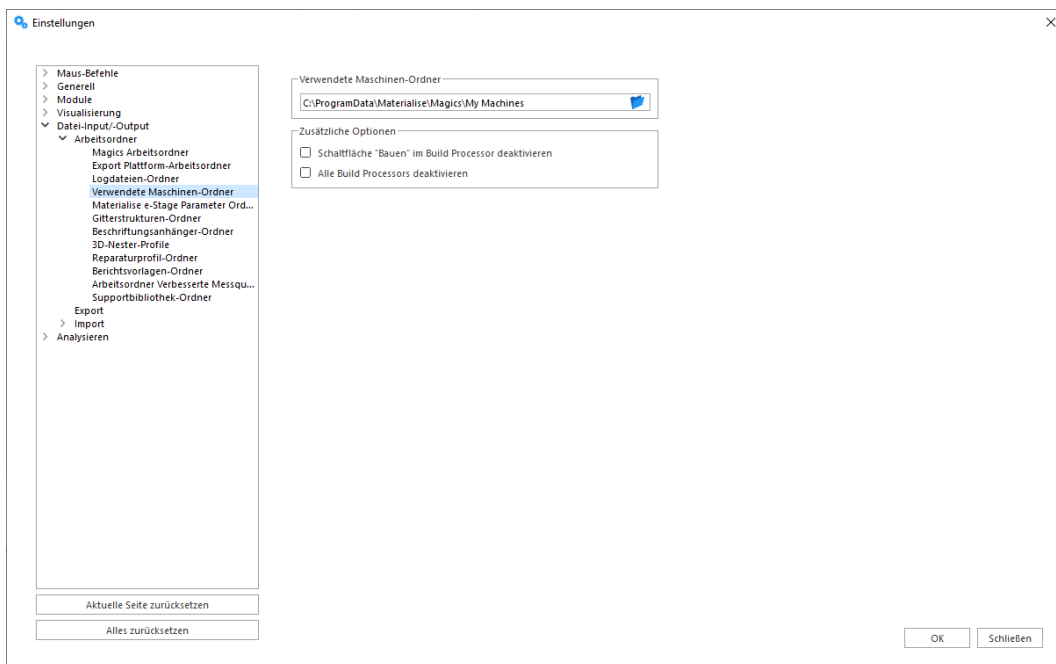 Einstellungen
Maus-Befehle
Generell
Module
Visualisierung
Datei-Input/-Output
Arbeitsordner
Magics Arbeitsordner
Export Plattform-Arbeitsordner
Logdateien-Ordner
Verwendete Maschinen-Ordner
Materialise e-Stage Parameter Ord...
Gitterstrukturen-Ordner
Beschriftungsanhänger-Ordner
3D-Nester-Profile
Reparaturprofil-Ordner
Berichtsvorlagen-Ordner
Arbeitsordner Verbesserte Messqu...
Supportbibliothek-Ordner
Export
Import
Analysieren
Aktuelle Seite zurücksetzen
Alles zurücksetzen
Verwendete Maschinen-Ordner
C:\ProgramData\Materialise\Magics\My Machines
Zusätzliche Optionen
Schaltfläche "Bauen" im Build Processor deaktivieren
Alle Build Processors deaktivieren
OK
Schließen